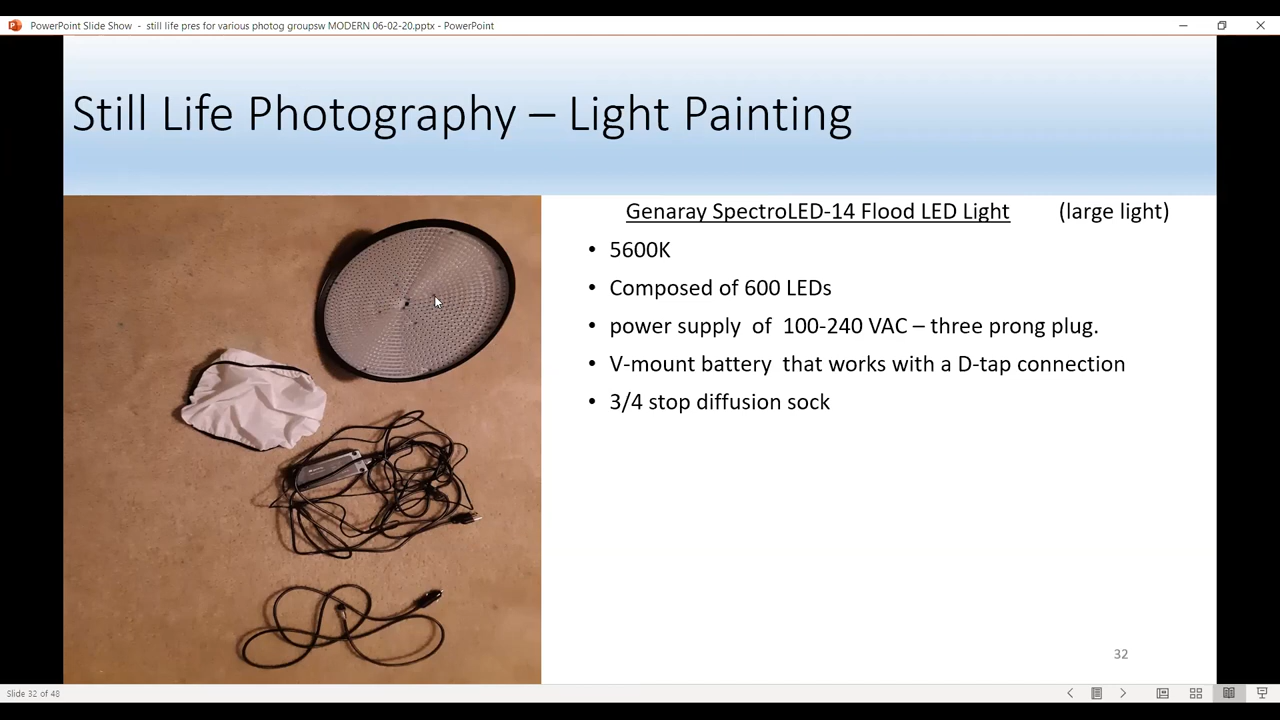 PowerPoint Slide Show - still life pres for various photog groupsw MODERN 06-02-20.pptx - PowerPoint
Still Life Photography – Light Painting
Genaray SpectroLED-14 Flood LED Light (large light)
• 5600K
• Composed of 600 LEDs
• power supply of 100-240 VAC – three prong plug.
• V-mount battery that works with a D-tap connection
• 3/4 stop diffusion sock
32
Slide 32 of 48